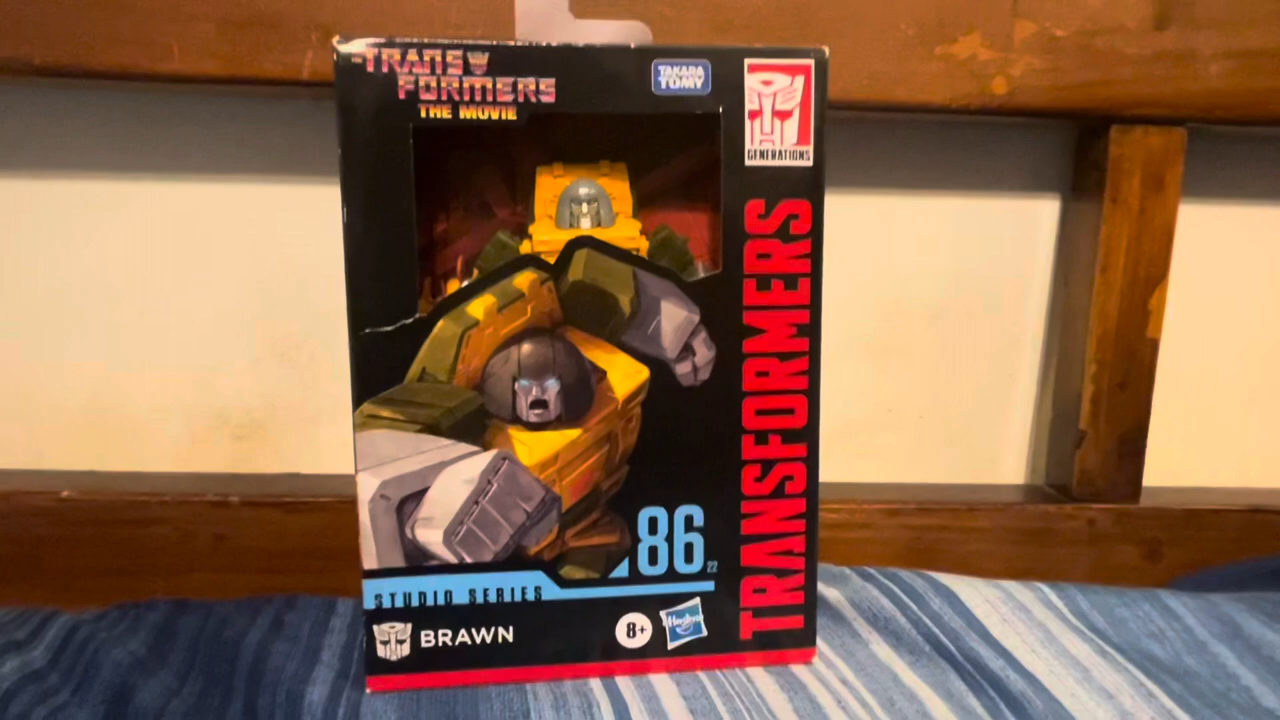 TRANS
FORMERS
THE MOVIE
TAKARA
TOMY
GENERATIONS
TRANSFORMERS
86
22
STUDIO SERIES
BRAWN
8+
Hasbro